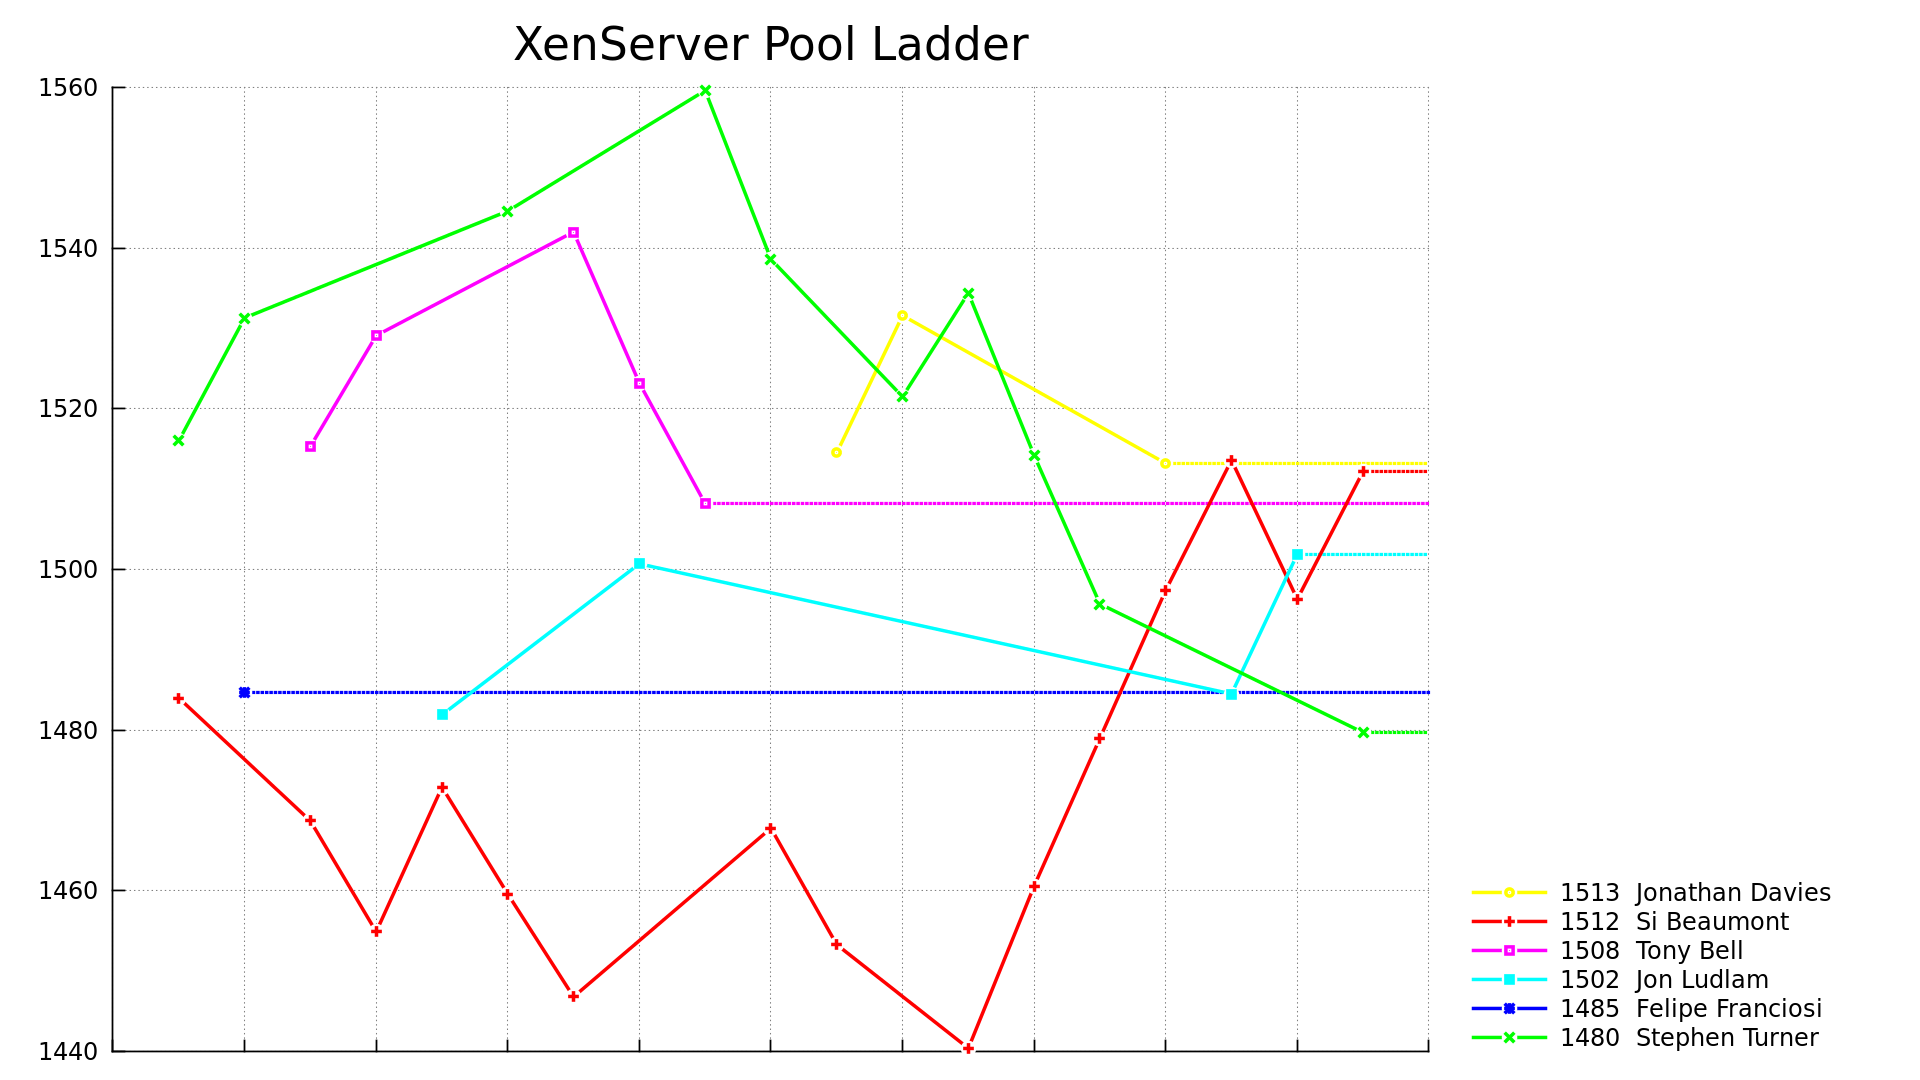 XenServer Pool Ladder
1560
1540
1520
1500
1480
1460
1440
1513 Jonathan Davies
1512 Si Beaumont
1508 Tony Bell
1502 Jon Ludlam
1485 Felipe Franciosi
1480 Stephen Turner